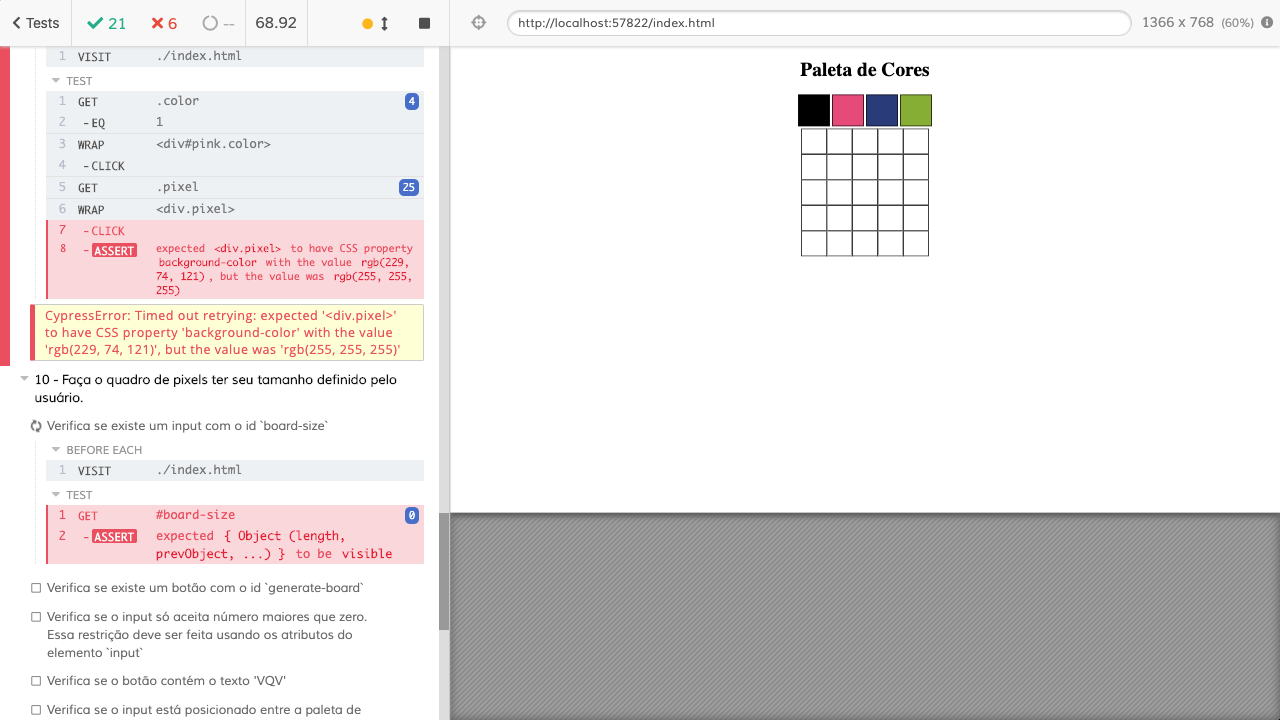 Tests 21 6 -- 68.92 http://localhost:57822/index.html 1366 x 768 (60%)
1 VISIT ./index.html
TEST
1 GET .color 4
2 -EQ 1
3 WRAP <div#pink.color>
4 -CLICK
5 GET .pixel 25
6 WRAP <div.pixel>
7 -CLICK
8 -ASSERT expected <div.pixel> to have CSS property
background-color with the value rgb(229,
74, 121) , but the value was rgb(255, 255,
255)
CypressError: Timed out retrying: expected '<div.pixel>'
to have CSS property 'background-color' with the value
'rgb(229, 74, 121)', but the value was 'rgb(255, 255, 255)'
10 - Faça o quadro de pixels ter seu tamanho definido pelo
usuário.
Verifica se existe um input com o id `board-size`
BEFORE EACH
1 VISIT ./index.html
TEST
1 GET #board-size 0
2 -ASSERT expected { Object (length,
prevObject, ...) } to be visible
Verifica se existe um botão com o id `generate-board`
Verifica se o input só aceita número maiores que zero.
Essa restrição deve ser feita usando os atributos do
elemento `input`
Verifica se o botão contém o texto 'VQV'
Verifica se o input está posicionado entre a paleta de
Paleta de Cores